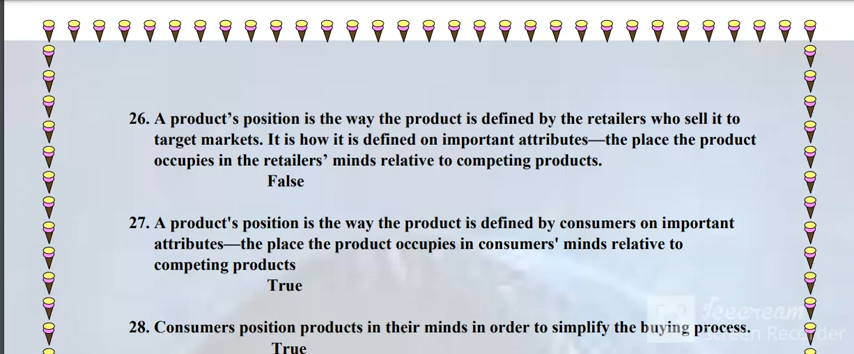 26. A product’s position is the way the product is defined by the retailers who sell it to
target markets. It is how it is defined on important attributes—the place the product
occupies in the retailers’ minds relative to competing products.
False
27. A product's position is the way the product is defined by consumers on important
attributes—the place the product occupies in consumers' minds relative to
competing products
True
28. Consumers position products in their minds in order to simplify the buying process.
True
Icecream
Screen Recorder